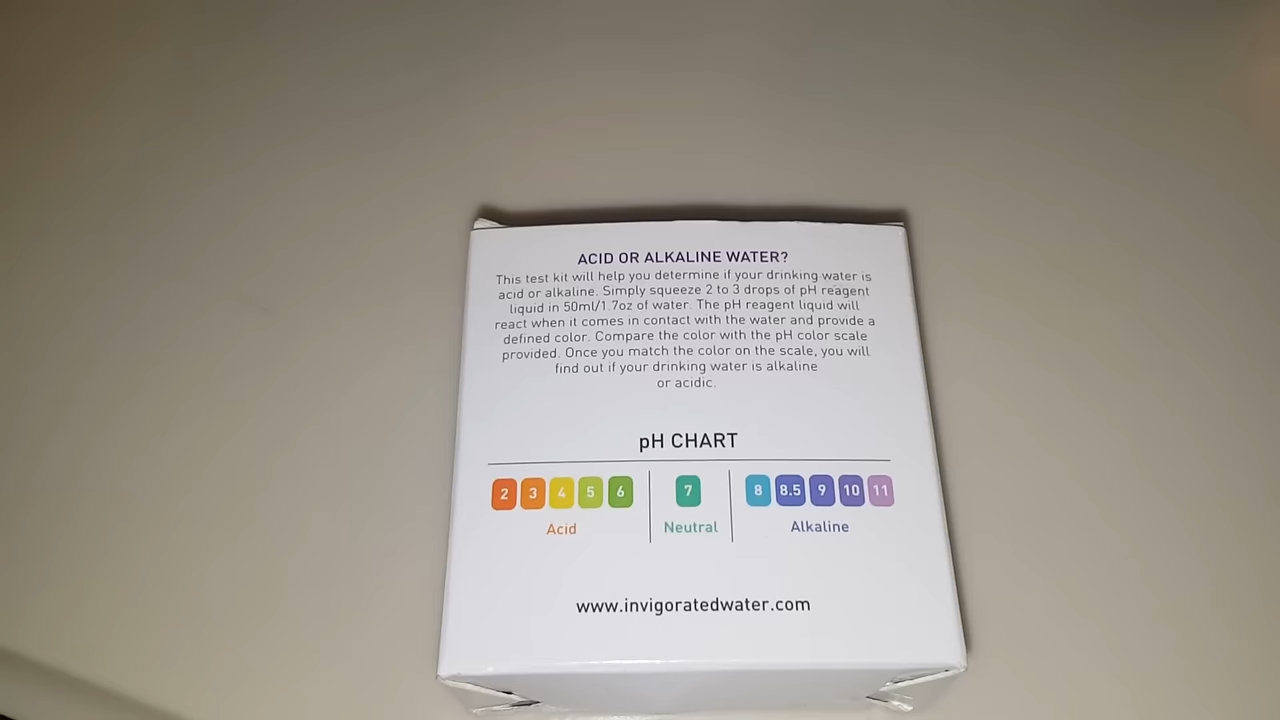 ACID OR ALKALINE WATER?
This test kit will help you determine if your drinking water is
acid or alkaline. Simply squeeze 2 to 3 drops of pH reagent
liquid in 50ml/1.7oz of water. The pH reagent liquid will
react when it comes in contact with the water and provide a
defined color. Compare the color with the pH color scale
provided. Once you match the color on the scale, you will
find out if your drinking water is alkaline
or acidic.
pH CHART
2 3 4 5 6 7 8 8.5 9 10 11
Acid Neutral Alkaline
www.invigoratedwater.com